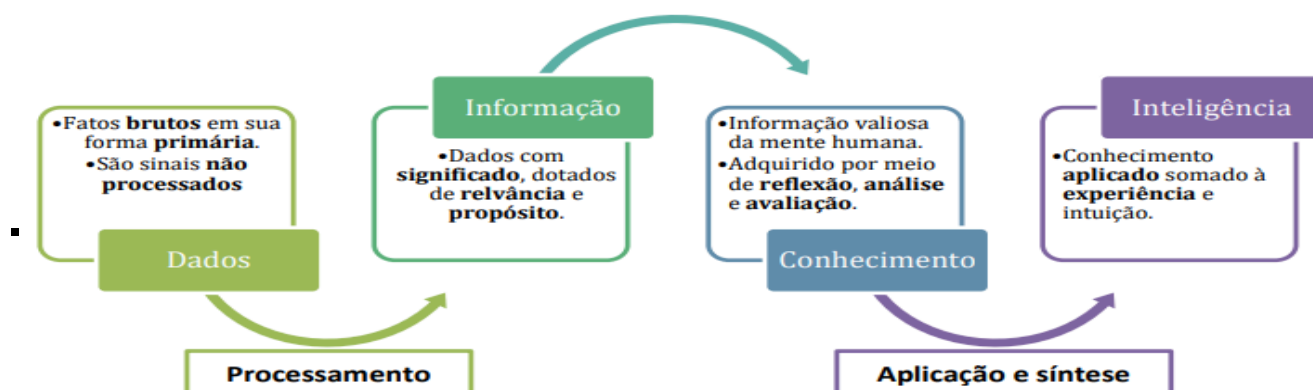 Dados
•Fatos brutos em sua
forma primária.
•São sinais não
processados
Processamento
Informação
•Dados com
significado, dotados
de relvância e
propósito.
•Informação valiosa
da mente humana.
•Adquirido por meio
de reflexão, análise
e avaliação.
Conhecimento
Aplicação e síntese
Inteligência
•Conhecimento
aplicado somado à
experiência e
intuição.